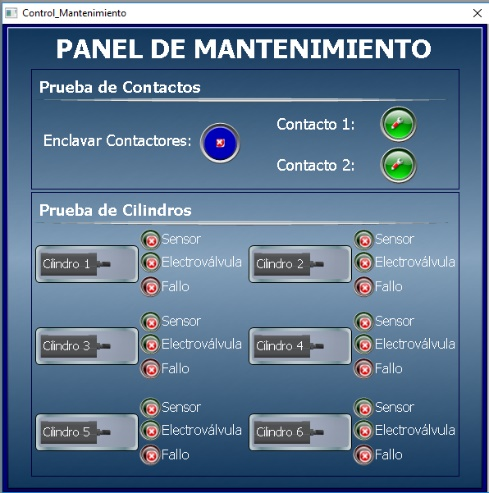 Control_Mantenimiento
PANEL DE MANTENIMIENTO
Prueba de Contactos
Enclavar Contactores:
Contacto 1:
Contacto 2:
Prueba de Cilindros
Cilindro 1
Sensor
Electroválvula
Fallo
Cilindro 2
Sensor
Electroválvula
Fallo
Cilindro 3
Sensor
Electroválvula
Fallo
Cilindro 4
Sensor
Electroválvula
Fallo
Cilindro 5
Sensor
Electroválvula
Fallo
Cilindro 6
Sensor
Electroválvula
Fallo